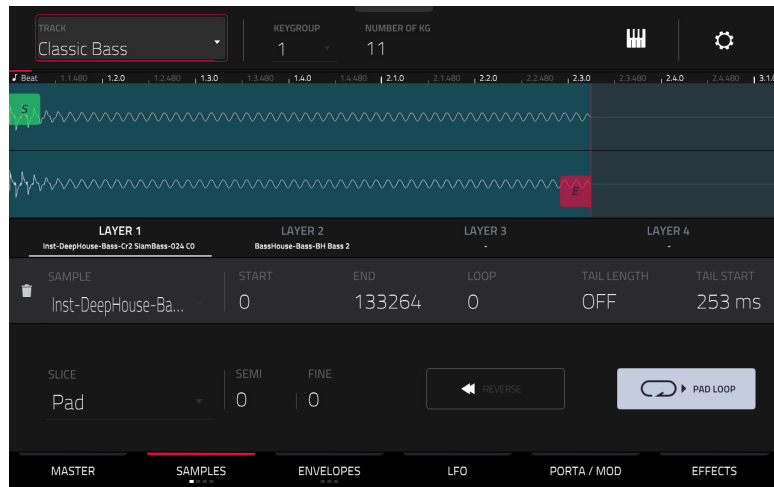 TRACK
Classic Bass
KEYGROUP
1
NUMBER OF KG
11
Beat 1.1.480 1.2.0 1.2.480 1.3.0 1.3.480 1.4.0 1.4.480 2.1.0 2.1.480 2.2.0 2.2.480 2.3.0 2.3.480 2.4.0 2.4.480 3.1.0
S
E
LAYER 1
Inst-DeepHouse-Bass-Cr2 SlamBass-024 C0
LAYER 2
BassHouse-Bass-BH Bass 2
LAYER 3
-
LAYER 4
-
SAMPLE
Inst-DeepHouse-Ba...
START
0
END
133264
LOOP
0
TAIL LENGTH
OFF
TAIL START
253 ms
SLICE
Pad
SEMI
0
FINE
0
REVERSE
PAD LOOP
MASTER SAMPLES ENVELOPES LFO PORTA / MOD EFFECTS